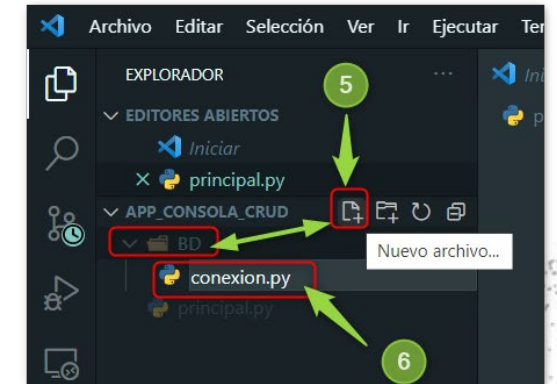 Archivo Editar Selección Ver Ir Ejecutar Ter
EXPLORADOR ...
5
EDITORES ABIERTOS
Iniciar
principal.py
APP_CONSOLA_CRUD
BD
Nuevo archivo...
conexion.py
principal.py
6